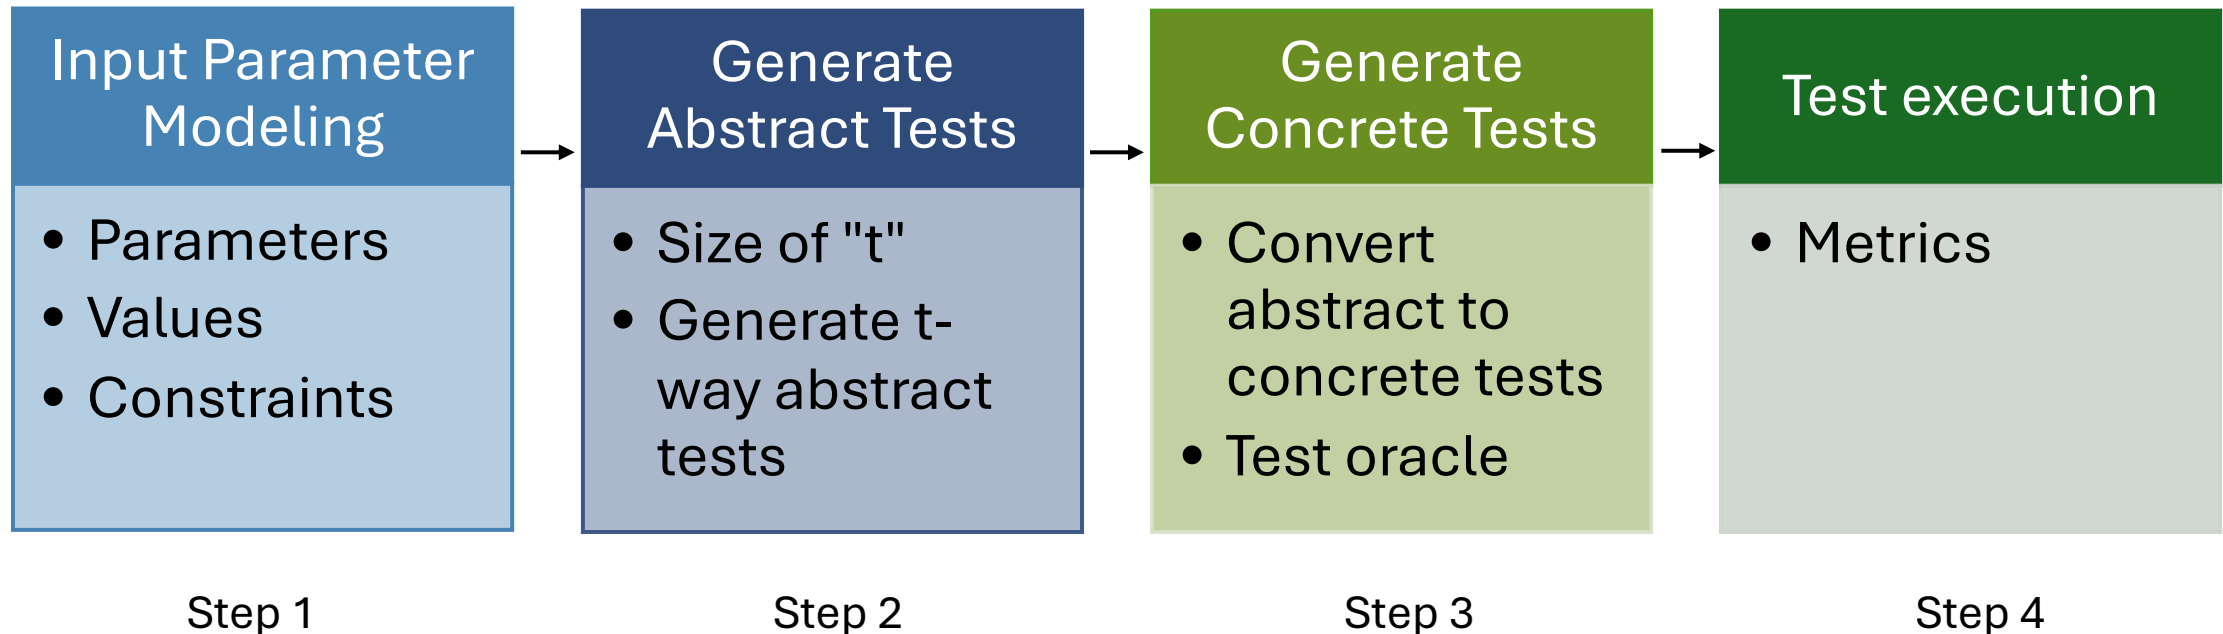 Input Parameter
Modeling
• Parameters
• Values
• Constraints
Step 1
Generate
Abstract Tests
• Size of "t"
• Generate t-
way abstract
tests
Step 2
Generate
Concrete Tests
• Convert
abstract to
concrete tests
• Test oracle
Step 3
Test execution
• Metrics
Step 4